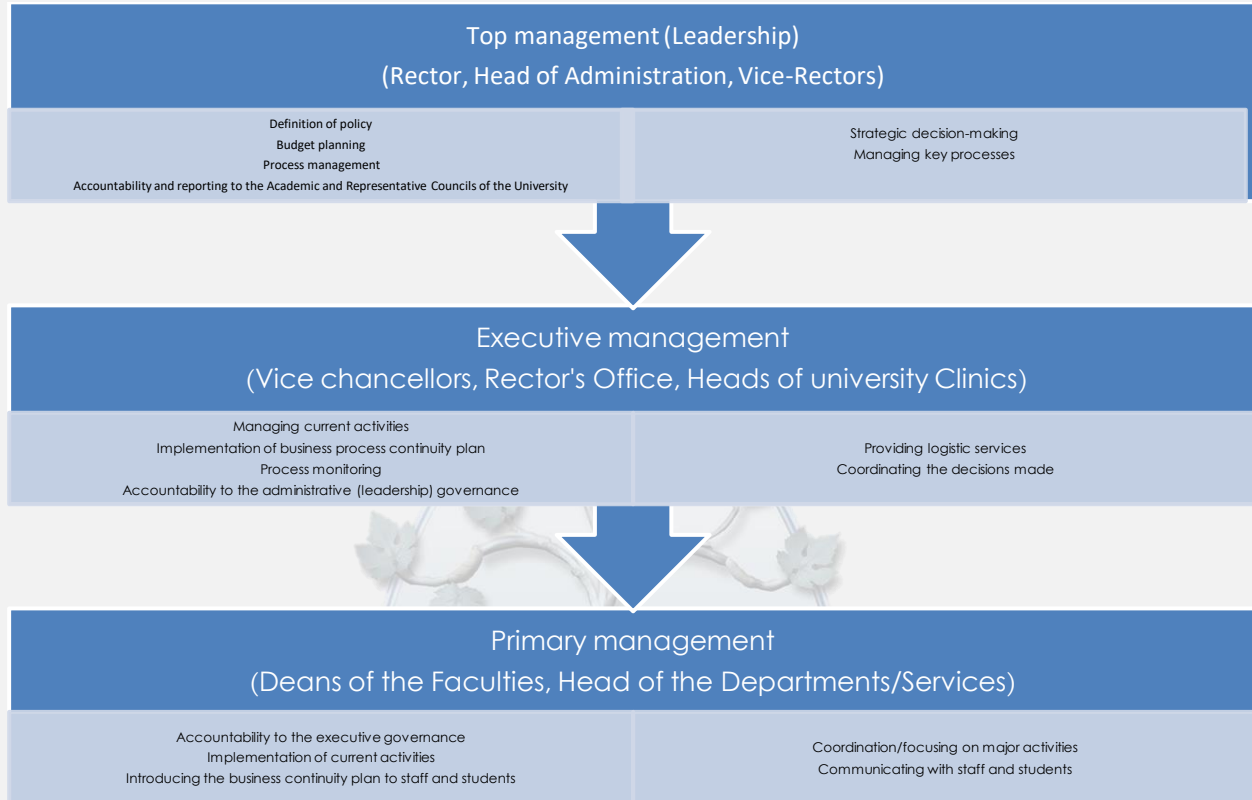 Top management (Leadership)
(Rector, Head of Administration, Vice-Rectors)
Definition of policy
Budget planning
Process management
Accountability and reporting to the Academic and Representative Councils of the University
Strategic decision-making
Managing key processes
Executive management
(Vice chancellors, Rector's Office, Heads of university Clinics)
Managing current activities
Implementation of business process continuity plan
Process monitoring
Accountability to the administrative (leadership) governance
Providing logistic services
Coordinating the decisions made
Primary management
(Deans of the Faculties, Head of the Departments/Services)
Accountability to the executive governance
Implementation of current activities
Introducing the business continuity plan to staff and students
Coordination/focusing on major activities
Communicating with staff and students